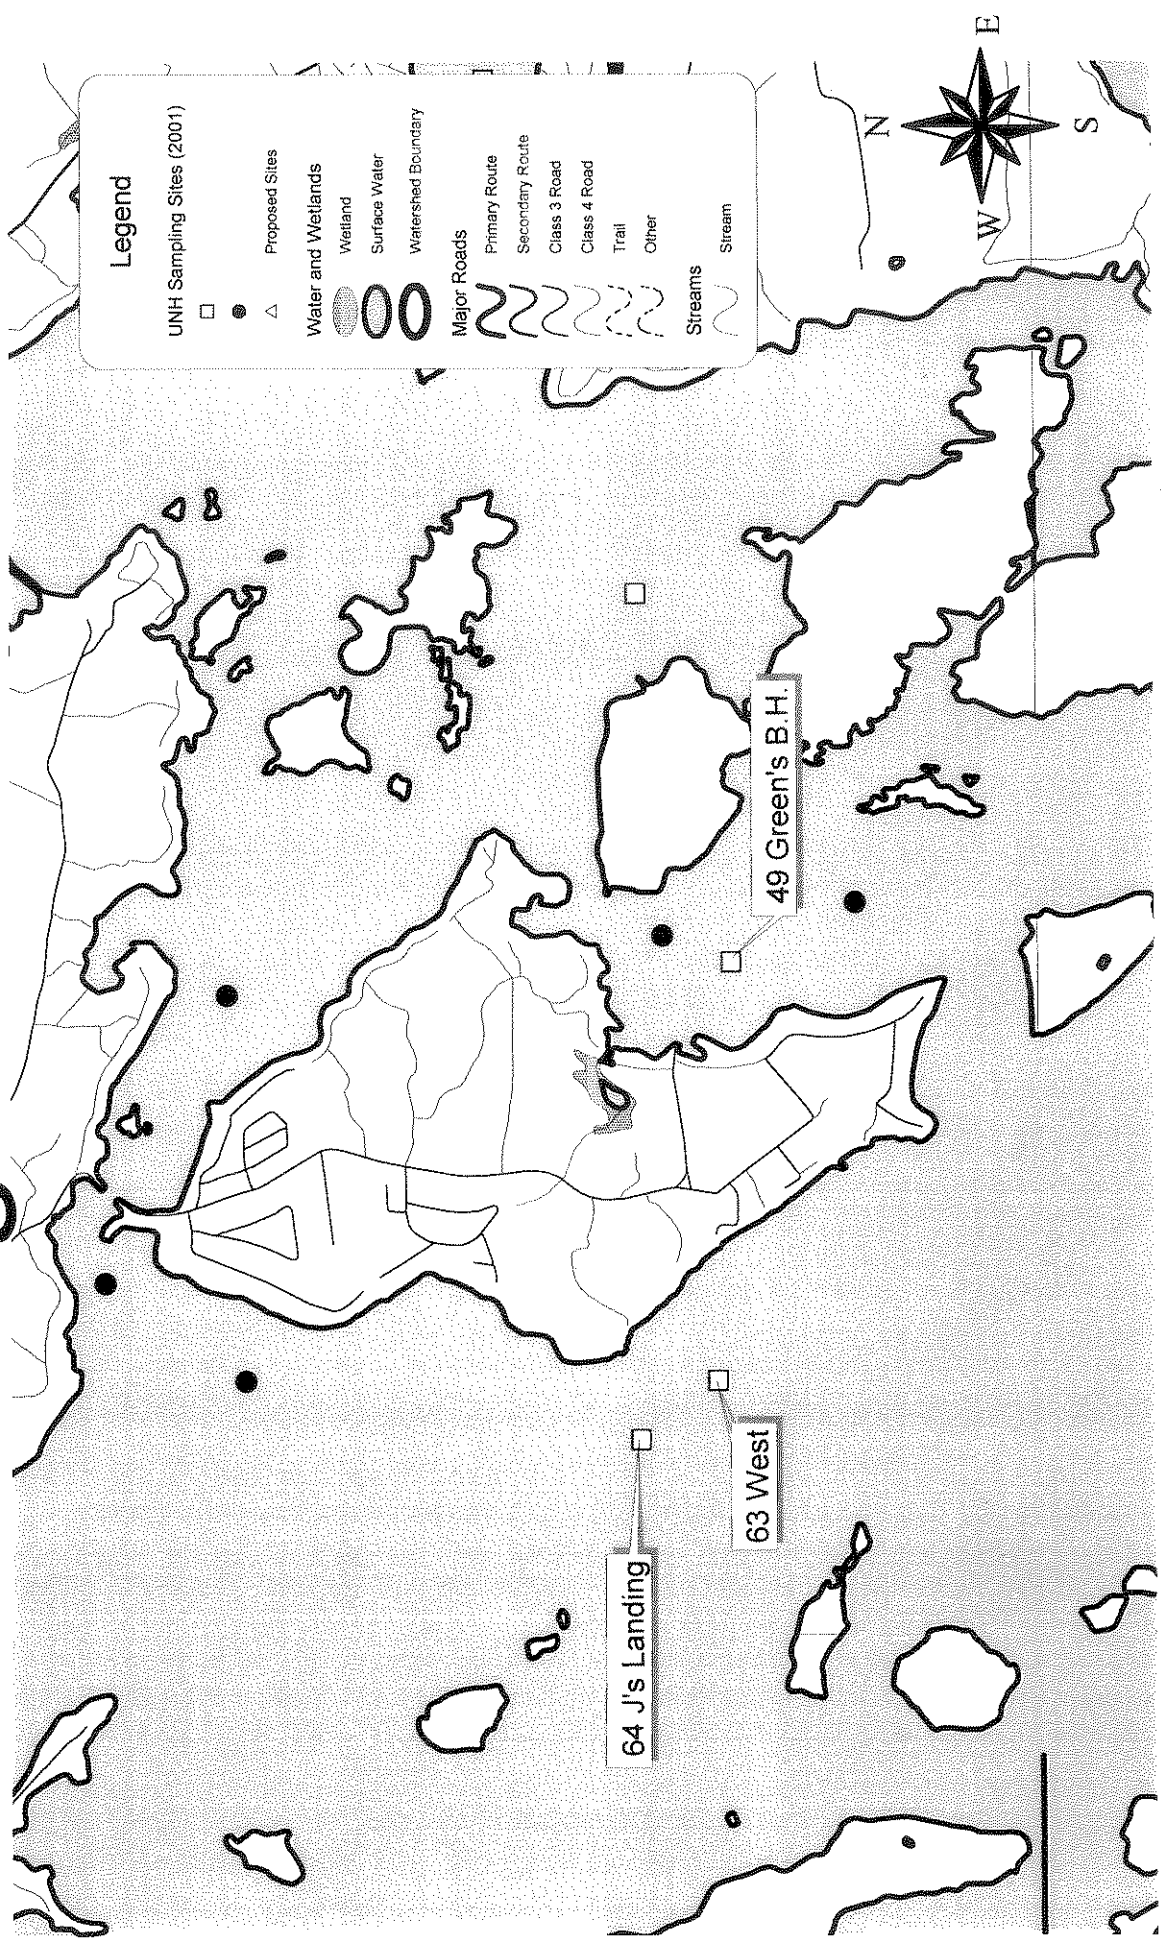 Legend
UNH Sampling Sites (2001)
Proposed Sites
Water and Wetlands
Wetland
Surface Water
Watershed Boundary
Major Roads
Primary Route
Secondary Route
Class 3 Road
Class 4 Road
Trail
Other
Streams
Stream
N
E
S
W
49 Green's B.H.
63 West
64 J's Landing